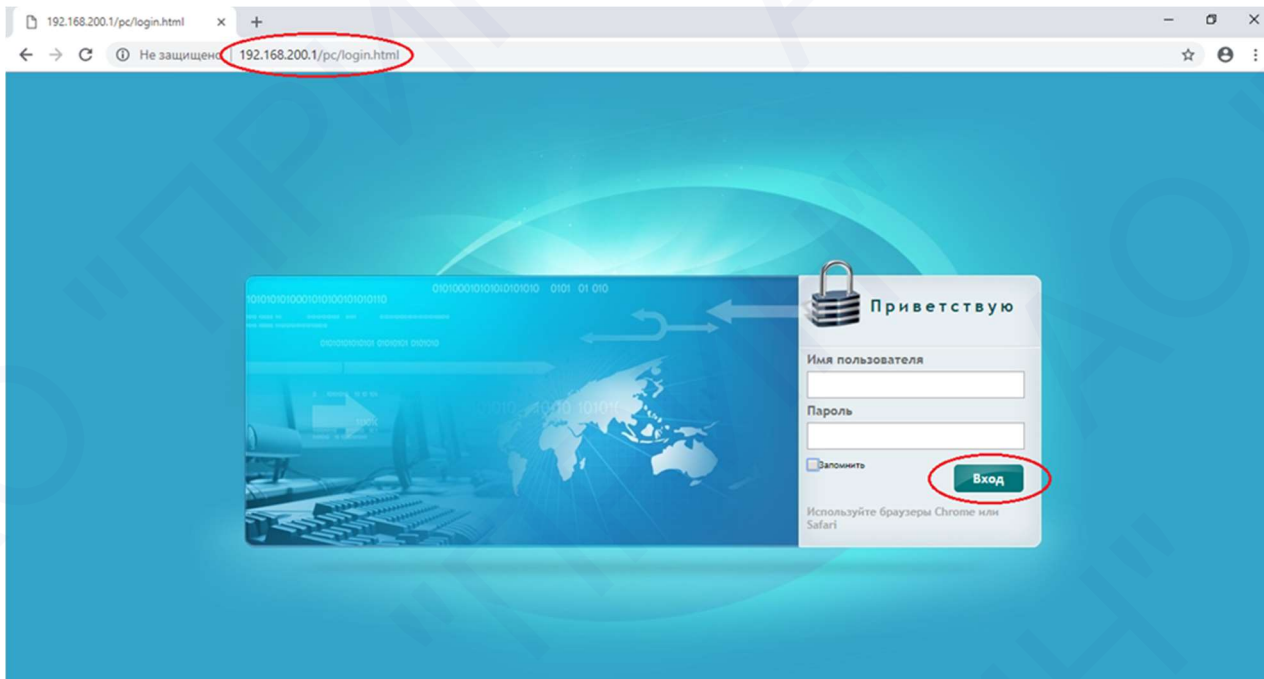 192.168.200.1/pc/login.html
Не защищено
192.168.200.1/pc/login.html
0101000101010101010 0101 01 010
Приветствую
Имя пользователя
Пароль
Запомнить
Вход
Используйте браузеры Chrome или
Safari